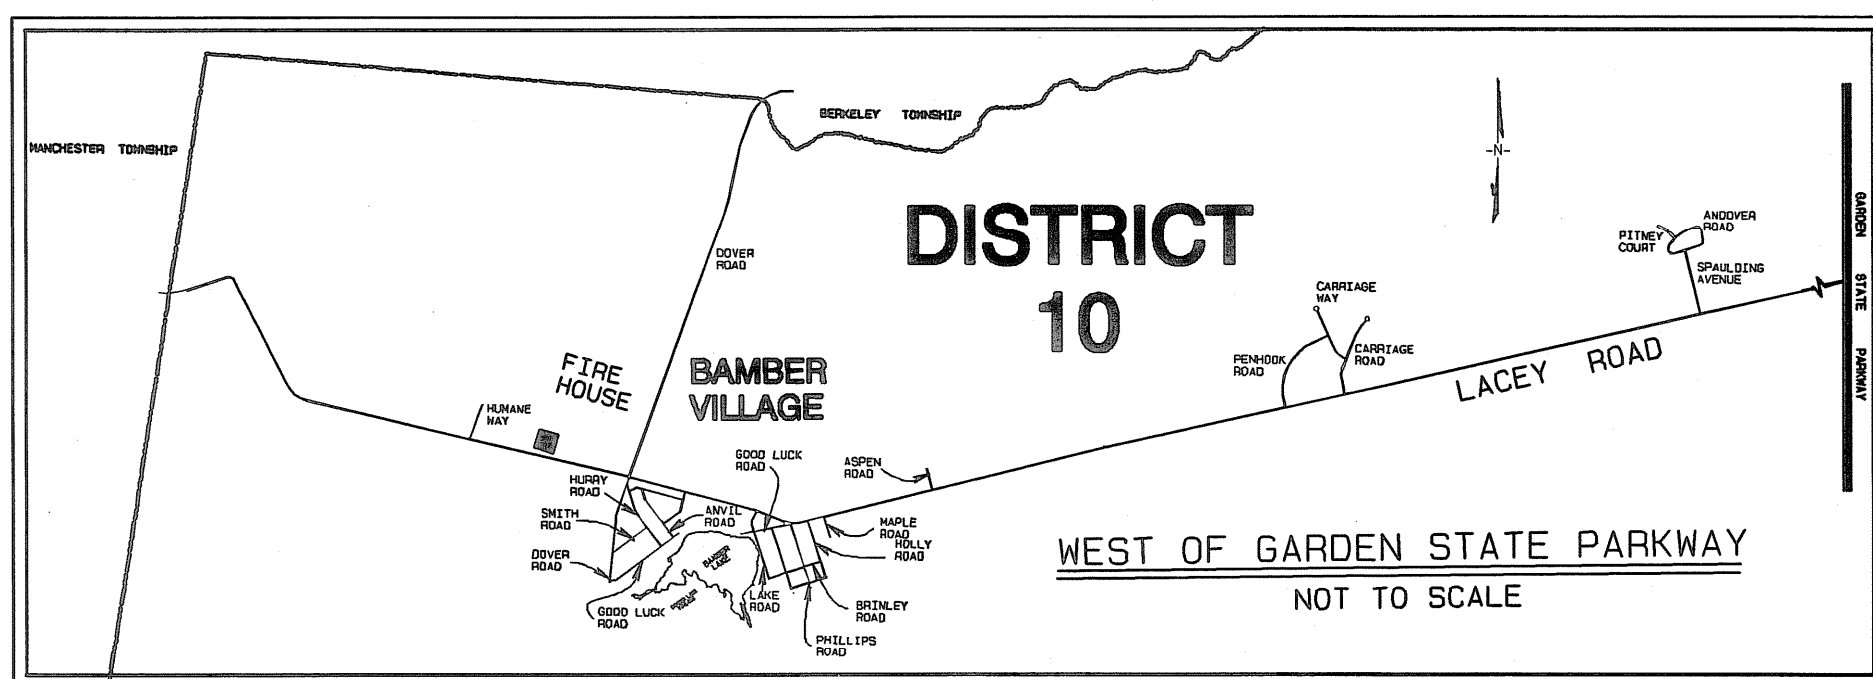 MANCHESTER TOWNSHIP
BERKELEY TOWNSHIP
-N-
GARDEN STATE PARKWAY
DISTRICT
10
DOVER
ROAD
PITNEY
COURT
ANDOVER
ROAD
SPAULDING
AVENUE
CARRIAGE
WAY
PENHOOK
ROAD
CARRIAGE
ROAD
LACEY ROAD
FIRE
HOUSE
BAMBER
VILLAGE
HUMANE
WAY
GOOD LUCK
ROAD
ASPEN
ROAD
HURRY
ROAD
SMITH
ROAD
ANVIL
ROAD
MAPLE
ROAD
HOLLY
ROAD
DOVER
ROAD
BAMBER
LAKE
GOOD LUCK
ROAD
LAKE
ROAD
BRINLEY
ROAD
PHILLIPS
ROAD
WEST OF GARDEN STATE PARKWAY
NOT TO SCALE